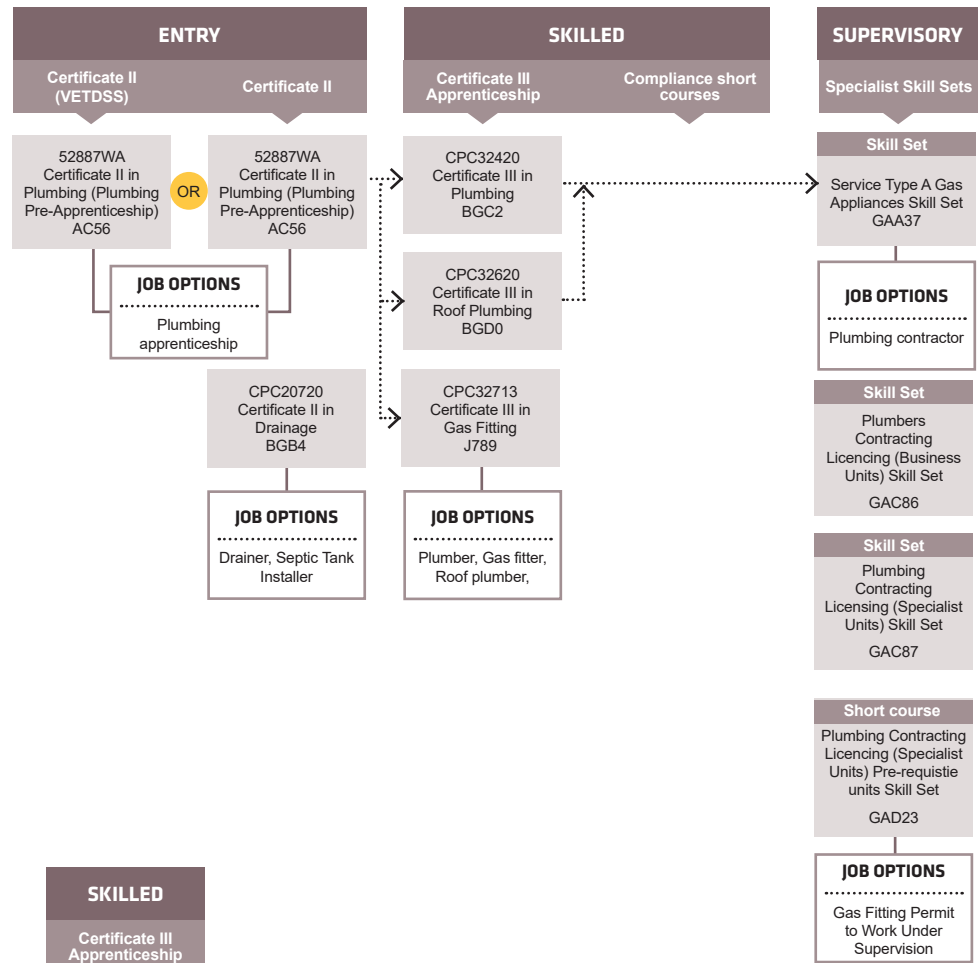 ENTRY
Certificate II
(VETDSS)
Certificate II
52887WA
Certificate II in
Plumbing (Plumbing
Pre-Apprenticeship)
AC56
OR
52887WA
Certificate II in
Plumbing (Plumbing
Pre-Apprenticeship)
AC56
JOB OPTIONS
Plumbing
apprenticeship
CPC20720
Certificate II in
Drainage
BGB4
JOB OPTIONS
Drainer, Septic Tank
Installer
SKILLED
Certificate III
Apprenticeship
Compliance short
courses
CPC32420
Certificate III in
Plumbing
BGC2
CPC32620
Certificate III in
Roof Plumbing
BGD0
CPC32713
Certificate III in
Gas Fitting
J789
JOB OPTIONS
Plumber, Gas fitter,
Roof plumber,
SUPERVISORY
Specialist Skill Sets
Skill Set
Service Type A Gas
Appliances Skill Set
GAA37
JOB OPTIONS
Plumbing contractor
Skill Set
Plumbers
Contracting
Licencing (Business
Units) Skill Set
GAC86
Skill Set
Plumbing
Contracting
Licensing (Specialist
Units) Skill Set
GAC87
Short course
Plumbing Contracting
Licencing (Specialist
Units) Pre-requistie
units Skill Set
GAD23
JOB OPTIONS
Gas Fitting Permit
to Work Under
Supervision
SKILLED
Certificate III
Apprenticeship